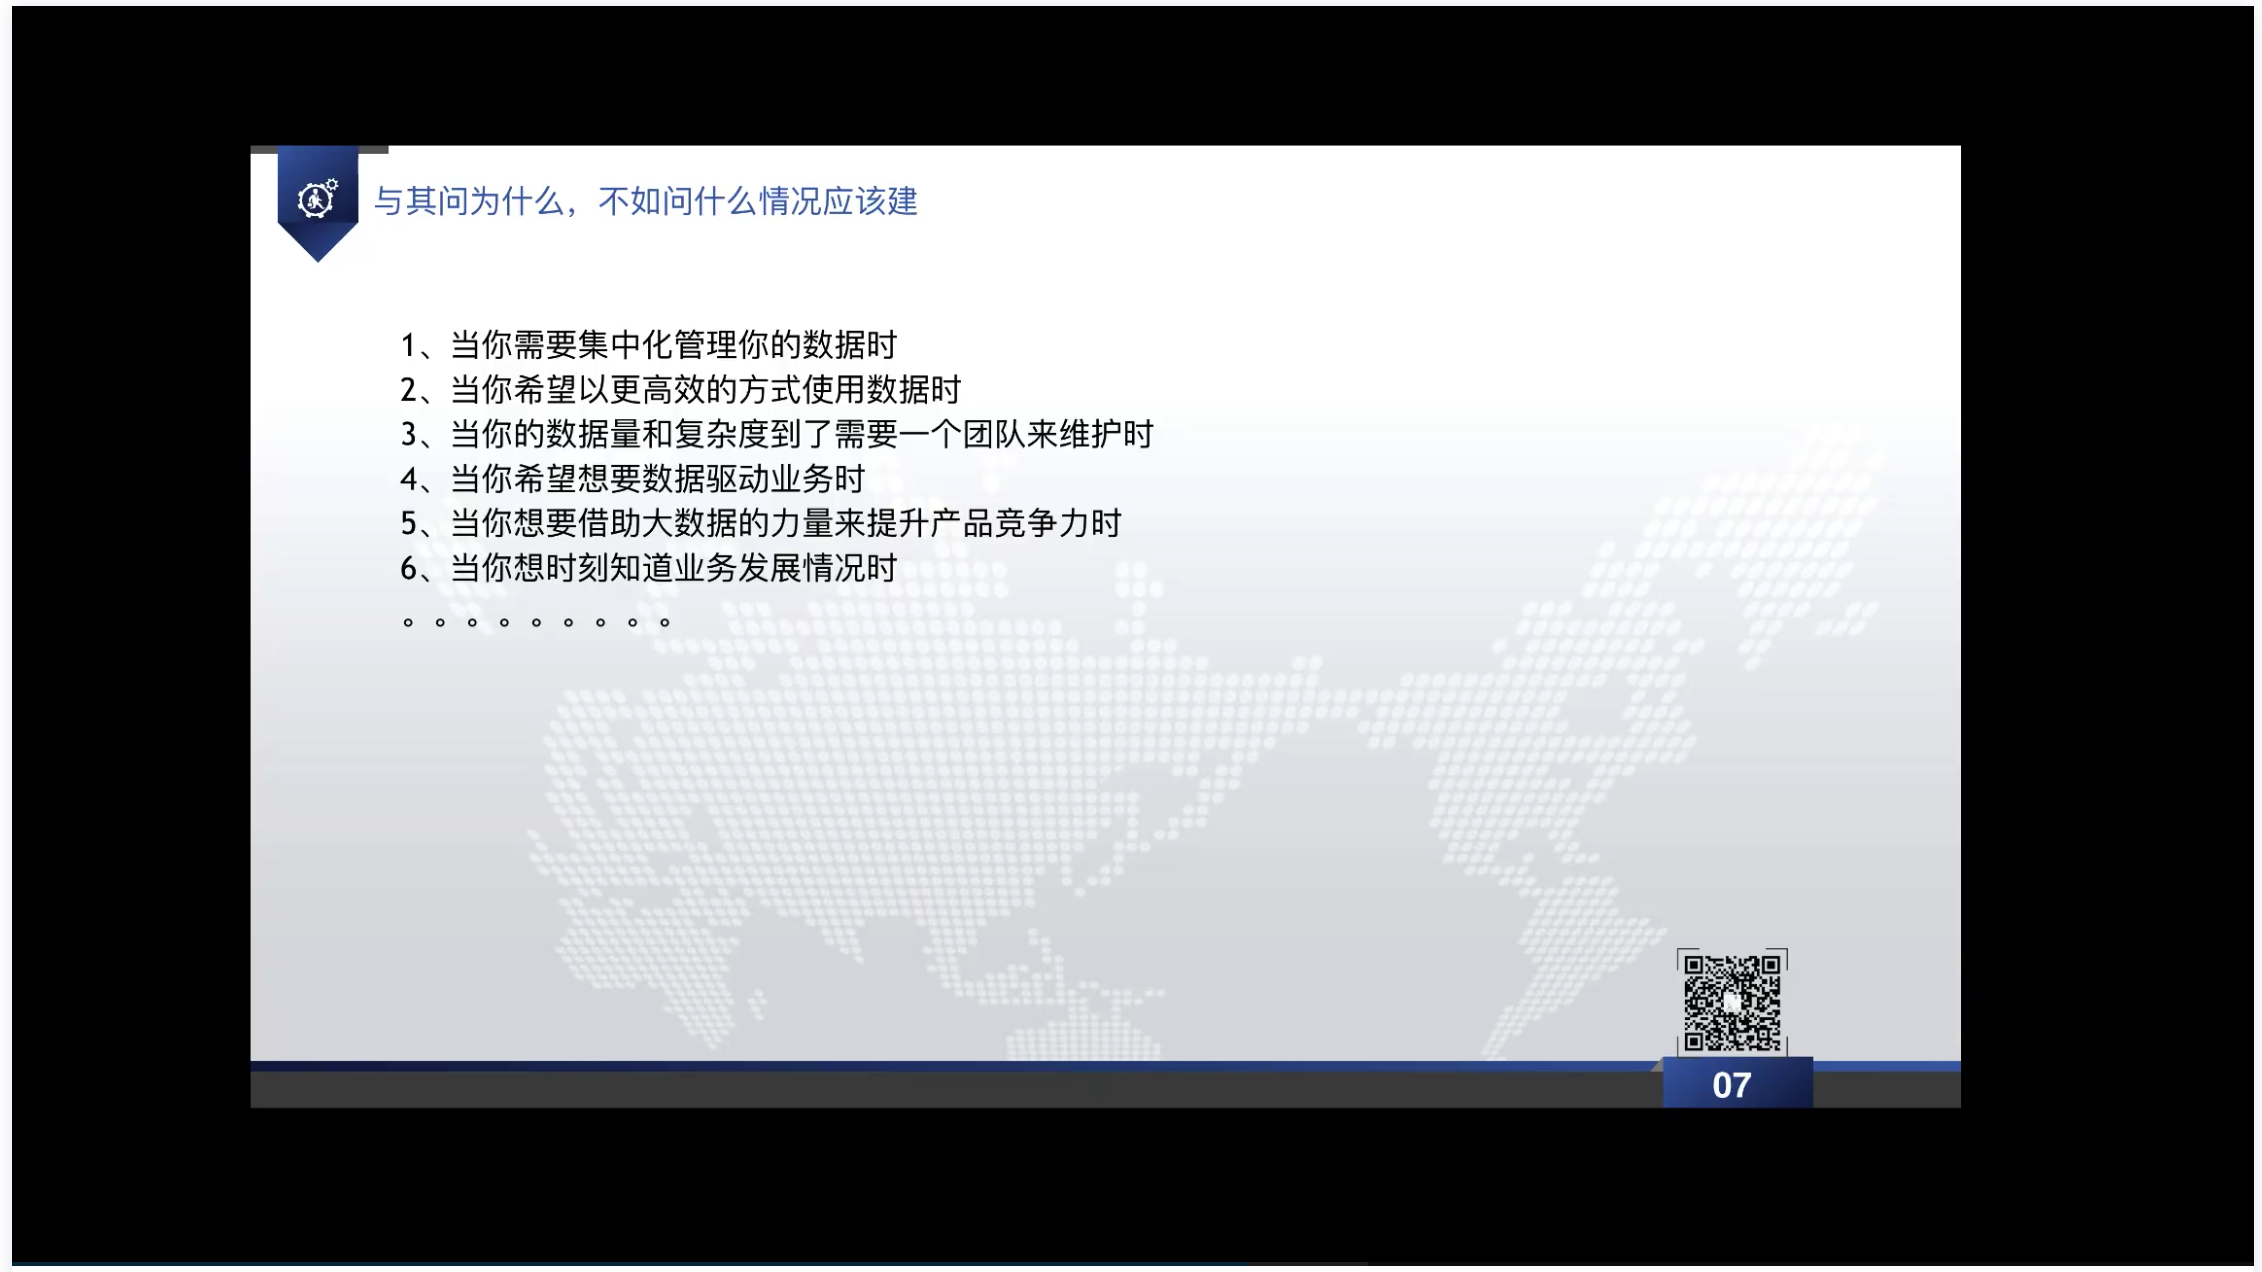 与其问为什么，不如问什么情况应该建
1、当你需要集中化管理你的数据时
2、当你希望以更高效的方式使用数据时
3、当你的数据量和复杂度到了需要一个团队来维护时
4、当你希望想要数据驱动业务时
5、当你想要借助大数据的力量来提升产品竞争力时
6、当你想时刻知道业务发展情况时
。。。。。。。。。
07